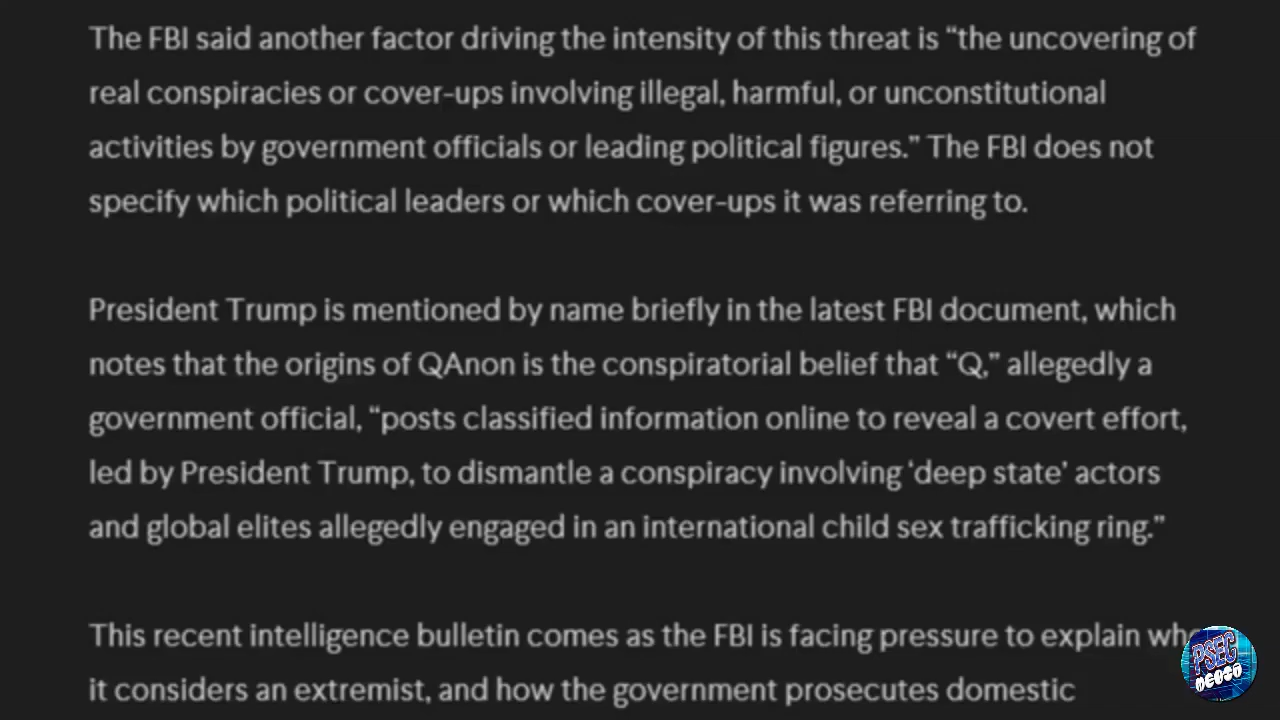 The FBI said another factor driving the intensity of this threat is “the uncovering of
real conspiracies or cover-ups involving illegal, harmful, or unconstitutional
activities by government officials or leading political figures.” The FBI does not
specify which political leaders or which cover-ups it was referring to.
President Trump is mentioned by name briefly in the latest FBI document, which
notes that the origins of QAnon is the conspiratorial belief that “Q,” allegedly a
government official, “posts classified information online to reveal a covert effort,
led by President Trump, to dismantle a conspiracy involving ‘deep state’ actors
and global elites allegedly engaged in an international child sex trafficking ring.”
This recent intelligence bulletin comes as the FBI is facing pressure to explain
it considers an extremist, and how the government prosecutes domestic
PSEC